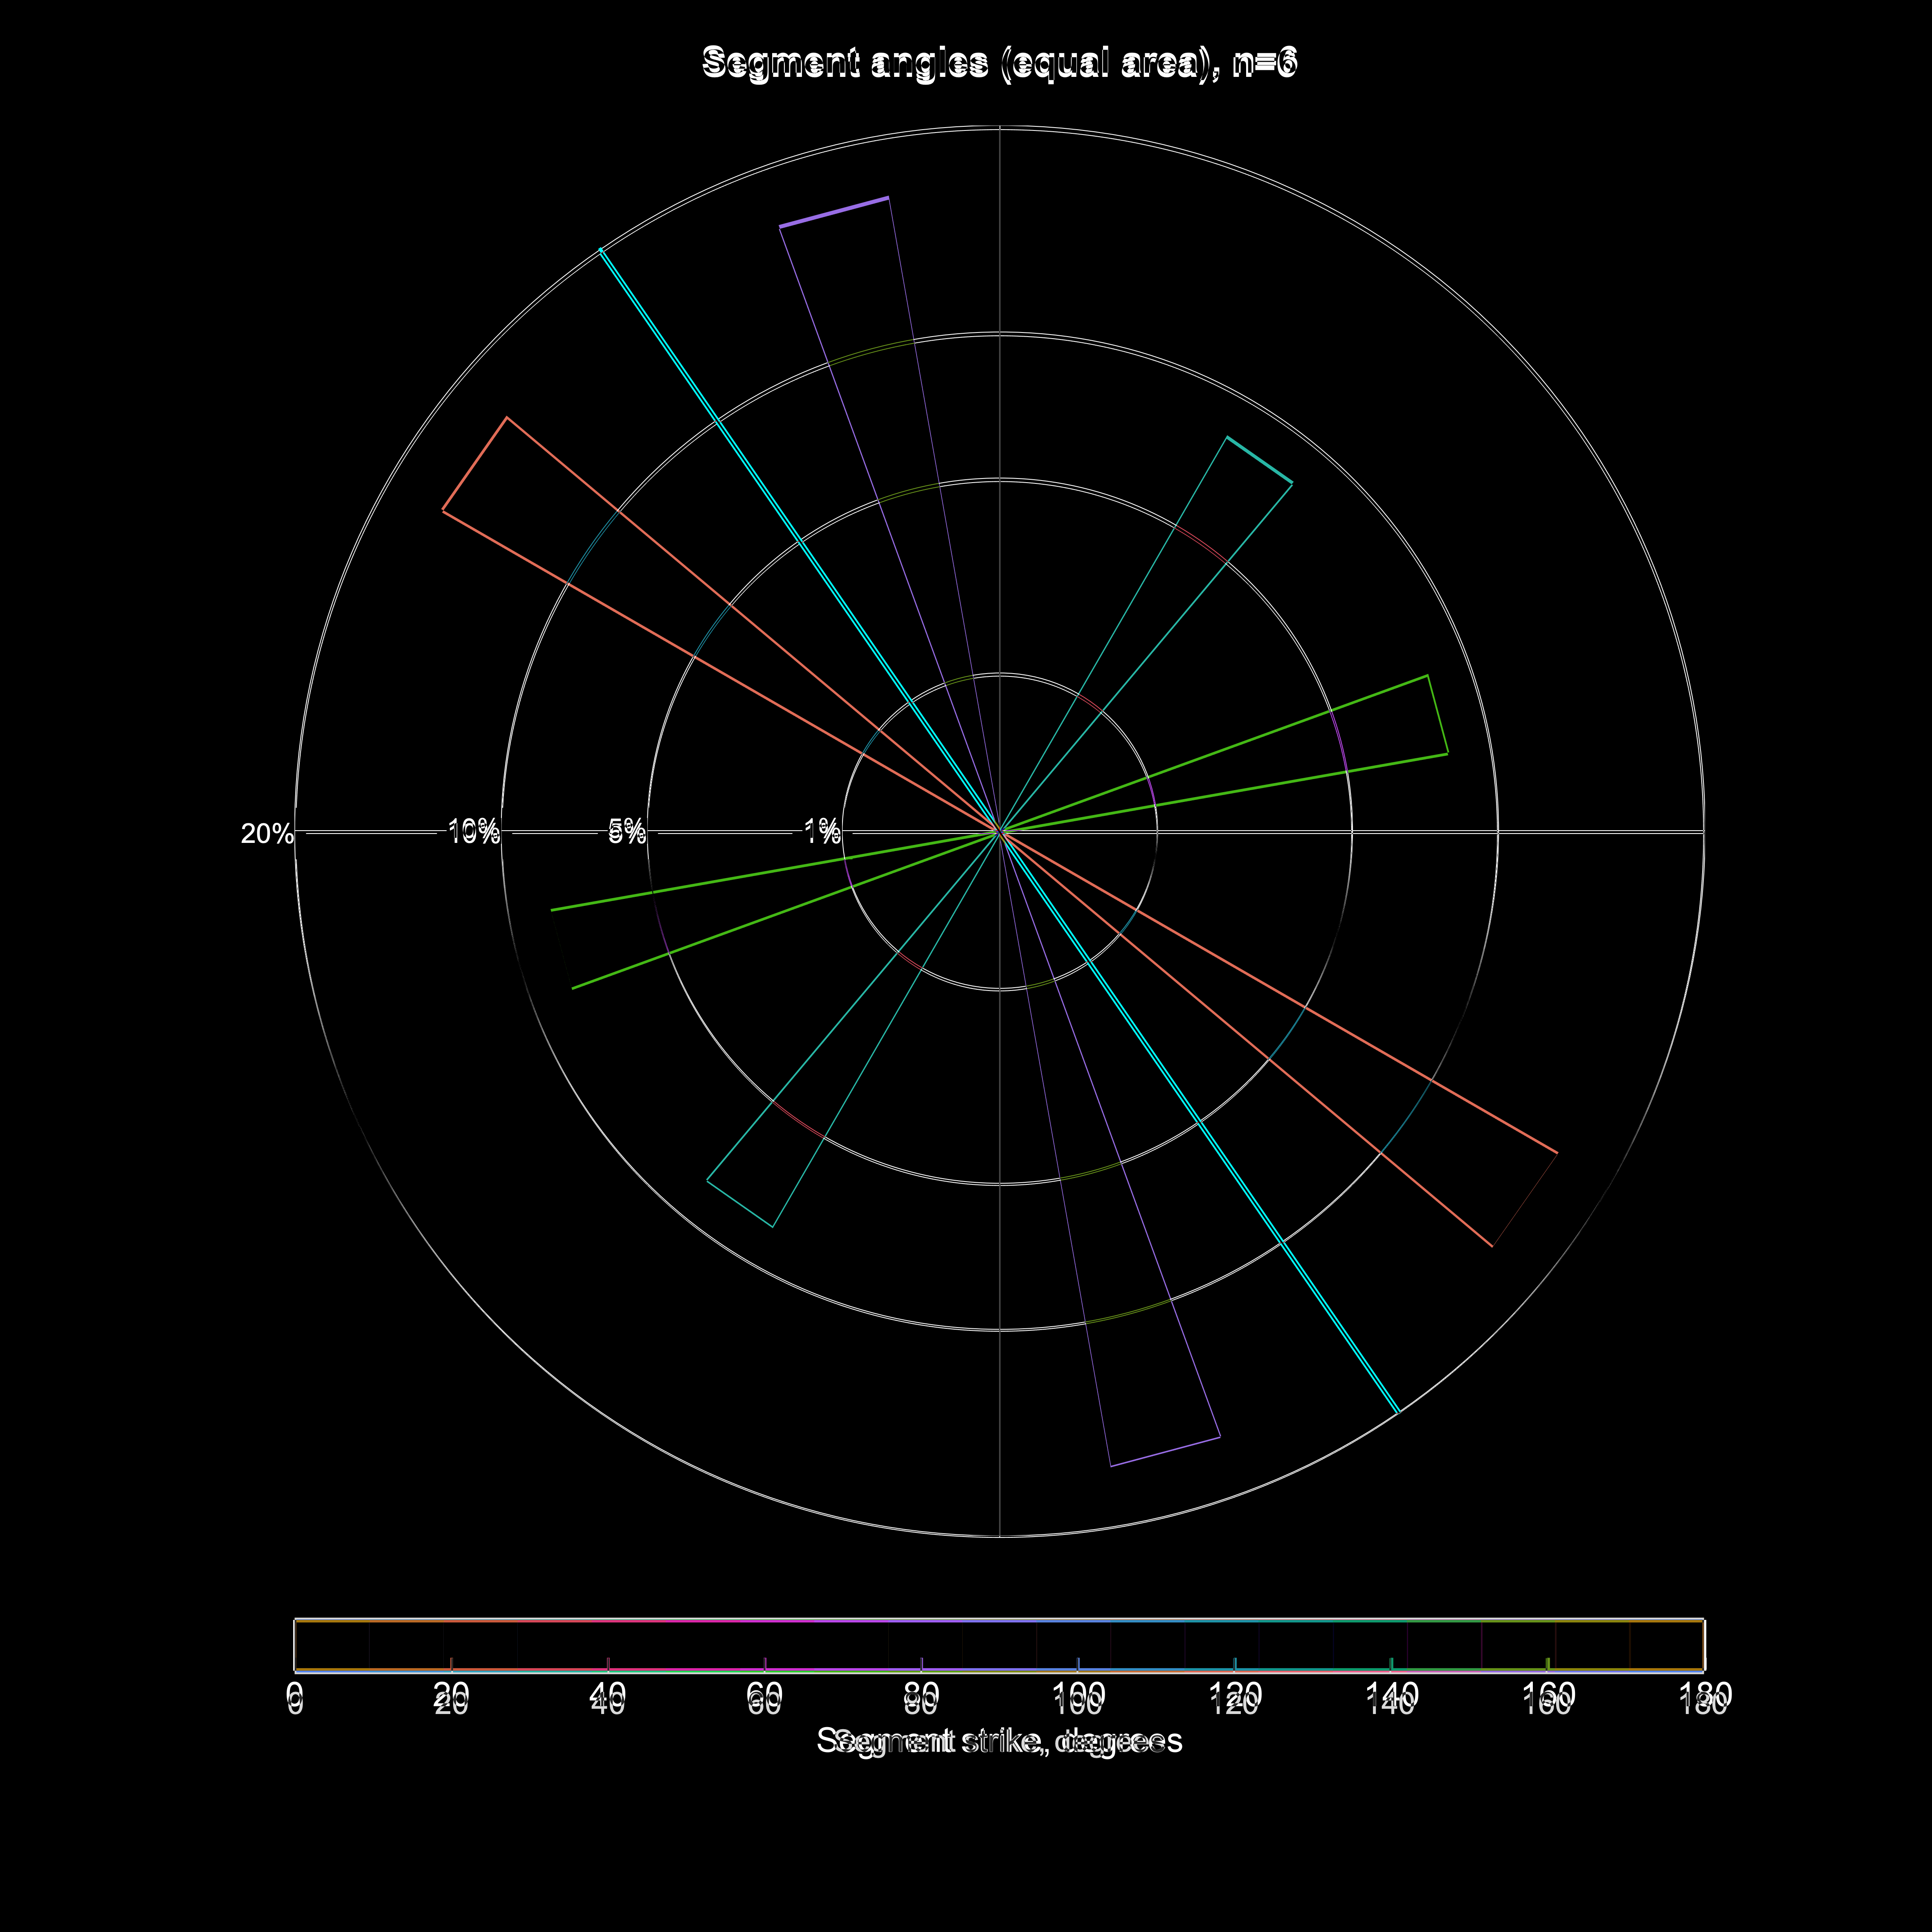 Segment angles (equal area), n=6
20% 10% 5% 1%
0 20 40 60 80 100 120 140 160 180
Segment strike, degrees